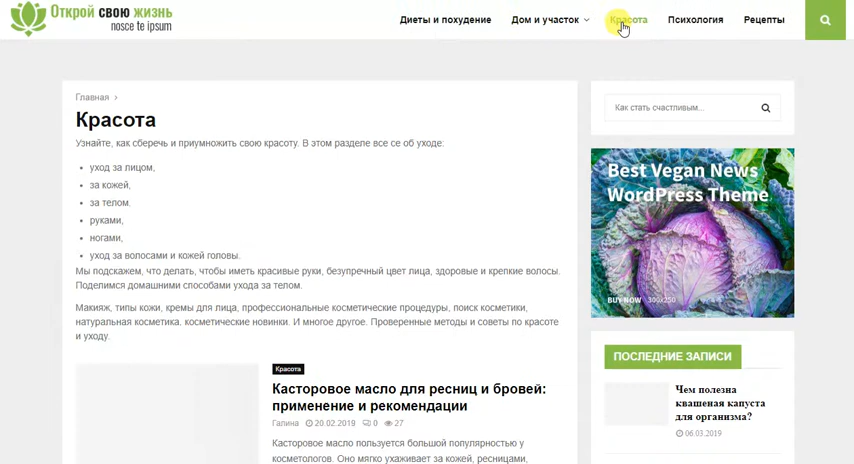 Открой свою жизнь
nosce te ipsum
Диеты и похудение
Дом и участок
Красота
Психология
Рецепты
Главная
Красота
Узнайте, как сберечь и приумножить свою красоту. В этом разделе все се об уходе:
уход за лицом,
за кожей,
за телом.
руками,
ногами,
уход за волосами и кожей головы.
Мы подскажем, что делать, чтобы иметь красивые руки, безупречный цвет лица, здоровые и крепкие волосы.
Поделимся домашними способами ухода за телом.
Макияж, типы кожи, кремы для лица, профессиональные косметические процедуры, поиск косметики,
натуральная косметика, косметические новинки. И многое другое. Проверенные методы и советы по красоте
и уходу.
Красота
Касторовое масло для ресниц и бровей:
применение и рекомендации
Галина 20.02.2019 0 27
Касторовое масло пользуется большой популярностью у
косметологов. Оно мягко ухаживает за кожей, ресницами,
Как стать счастливым...
Best Vegan News
WordPress Theme
BUY NOW 300x250
ПОСЛЕДНИЕ ЗАПИСИ
Чем полезна
квашеная капуста
для организма?
06.03.2019